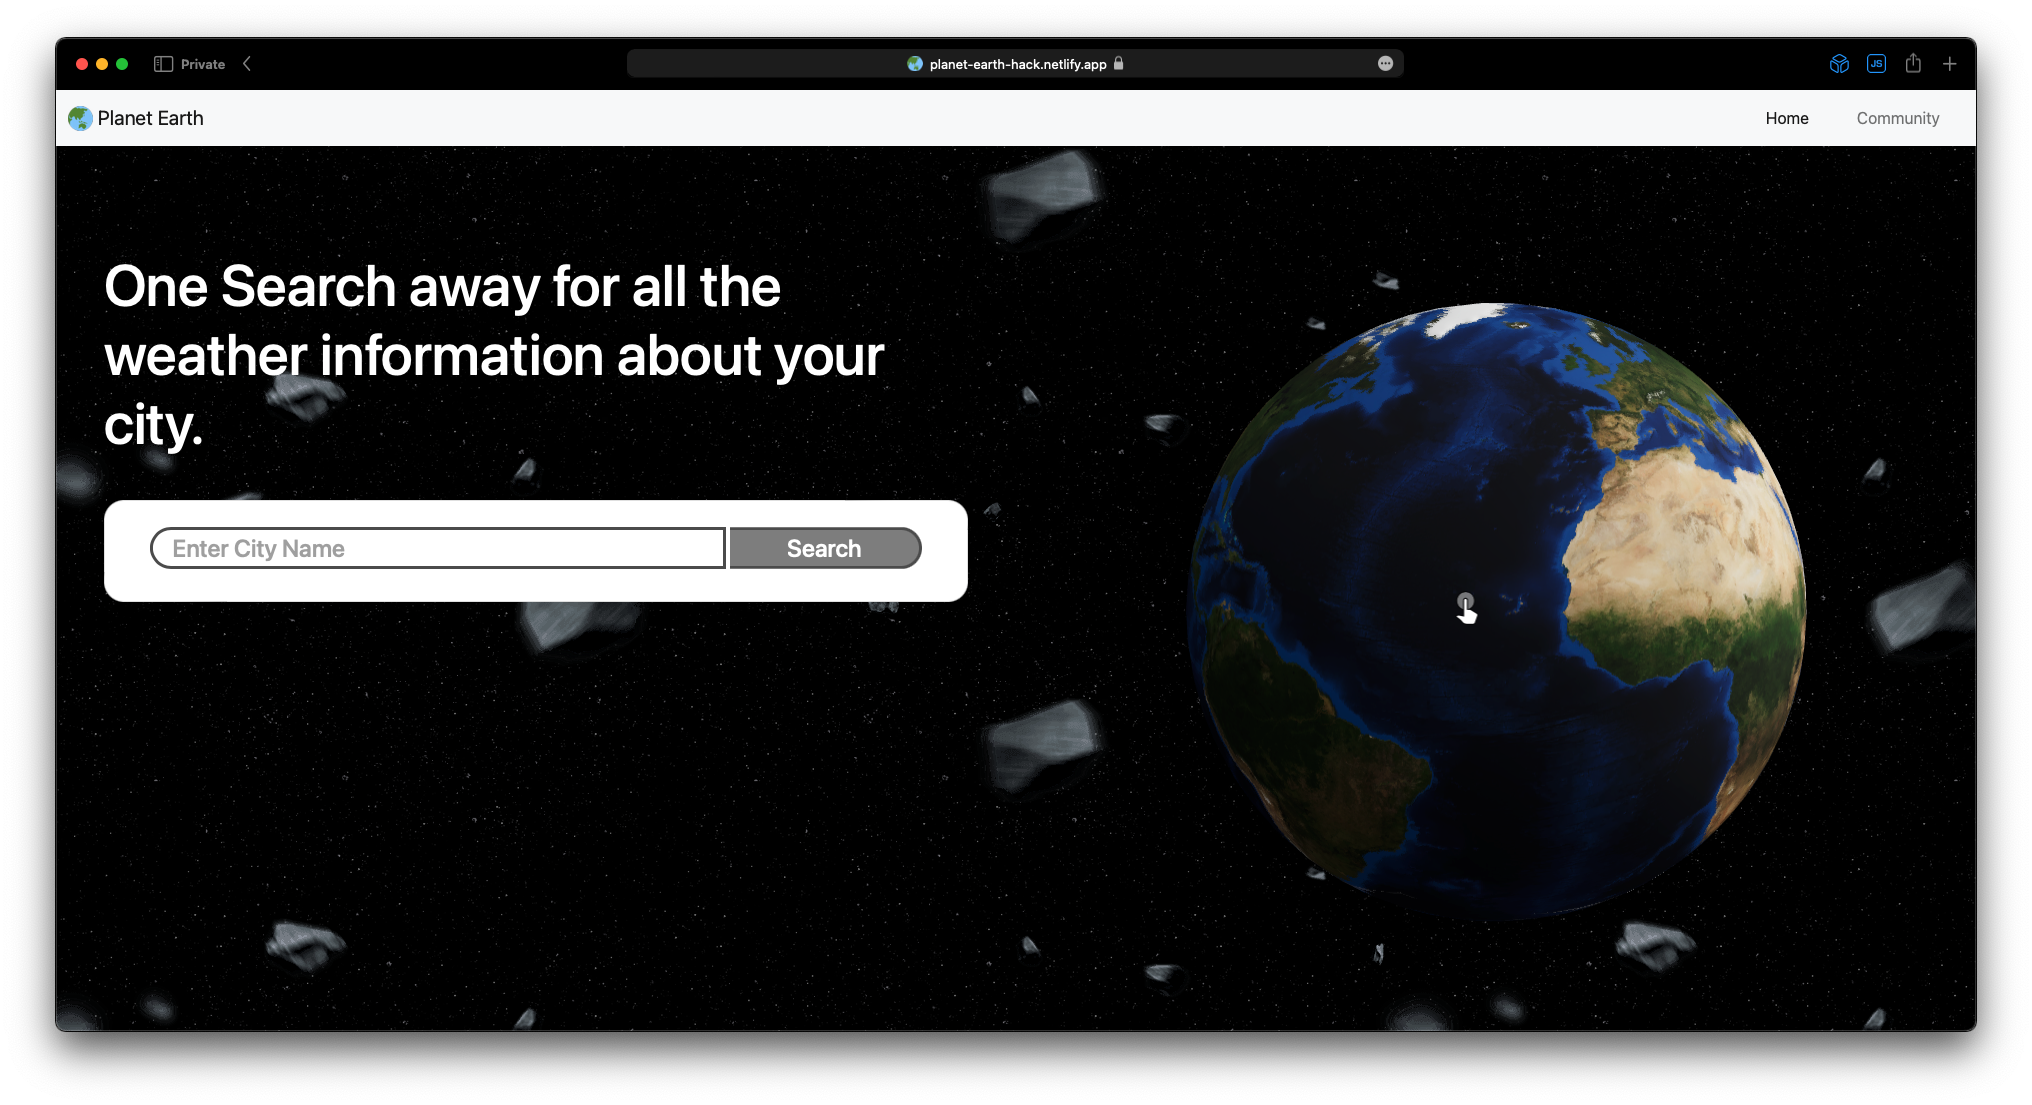 Private
planet-earth-hack.netlify.app
JS
Planet Earth
Home
Community
One Search away for all the
weather information about your
city.
Enter City Name
Search